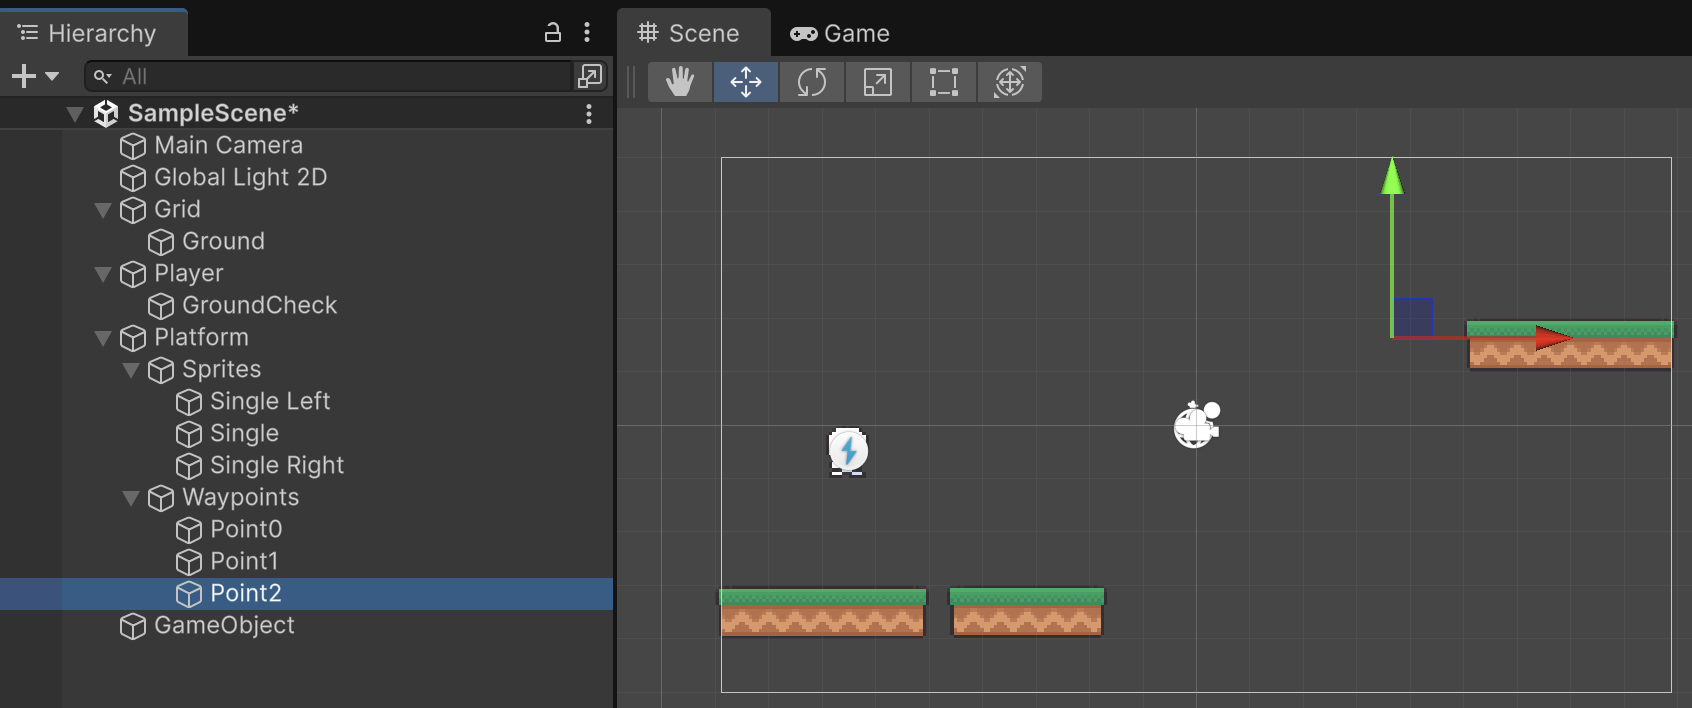 Hierarchy
All
SampleScene*
Main Camera
Global Light 2D
Grid
Ground
Player
GroundCheck
Platform
Sprites
Single Left
Single
Single Right
Waypoints
Point0
Point1
Point2
GameObject
Scene
Game